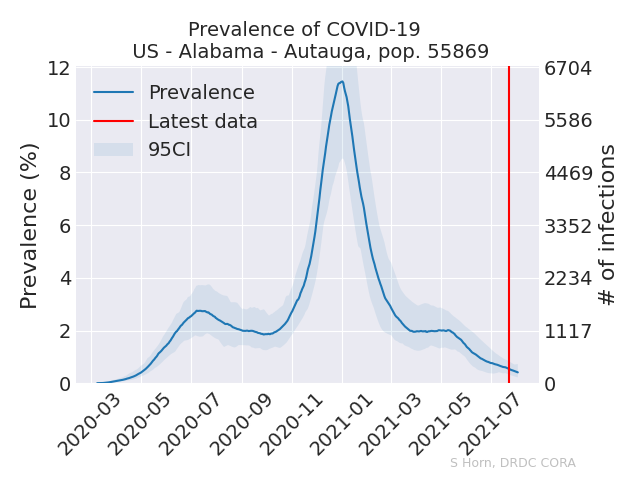 Prevalence of COVID-19
US - Alabama - Autauga, pop. 55869
Prevalence
Latest data
95CI
Prevalence (%)
12
10
8
6
4
2
0
6704
5586
4469
3352
2234
1117
0
# of infections
2020-03
2020-05
2020-07
2020-09
2020-11
2021-01
2021-03
2021-05
2021-07
S Horn, DRDC CORA